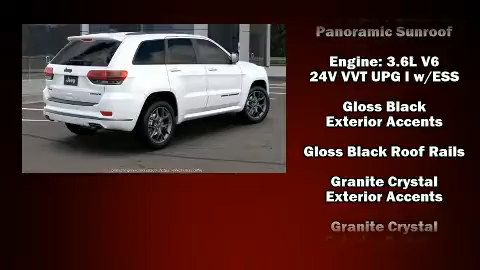 Panoramic Sunroof
Engine: 3.6L V6
24V VVT UPG I w/ESS
Gloss Black
Exterior Accents
Gloss Black Roof Rails
Granite Crystal
Exterior Accents
Granite Crystal
Jeep